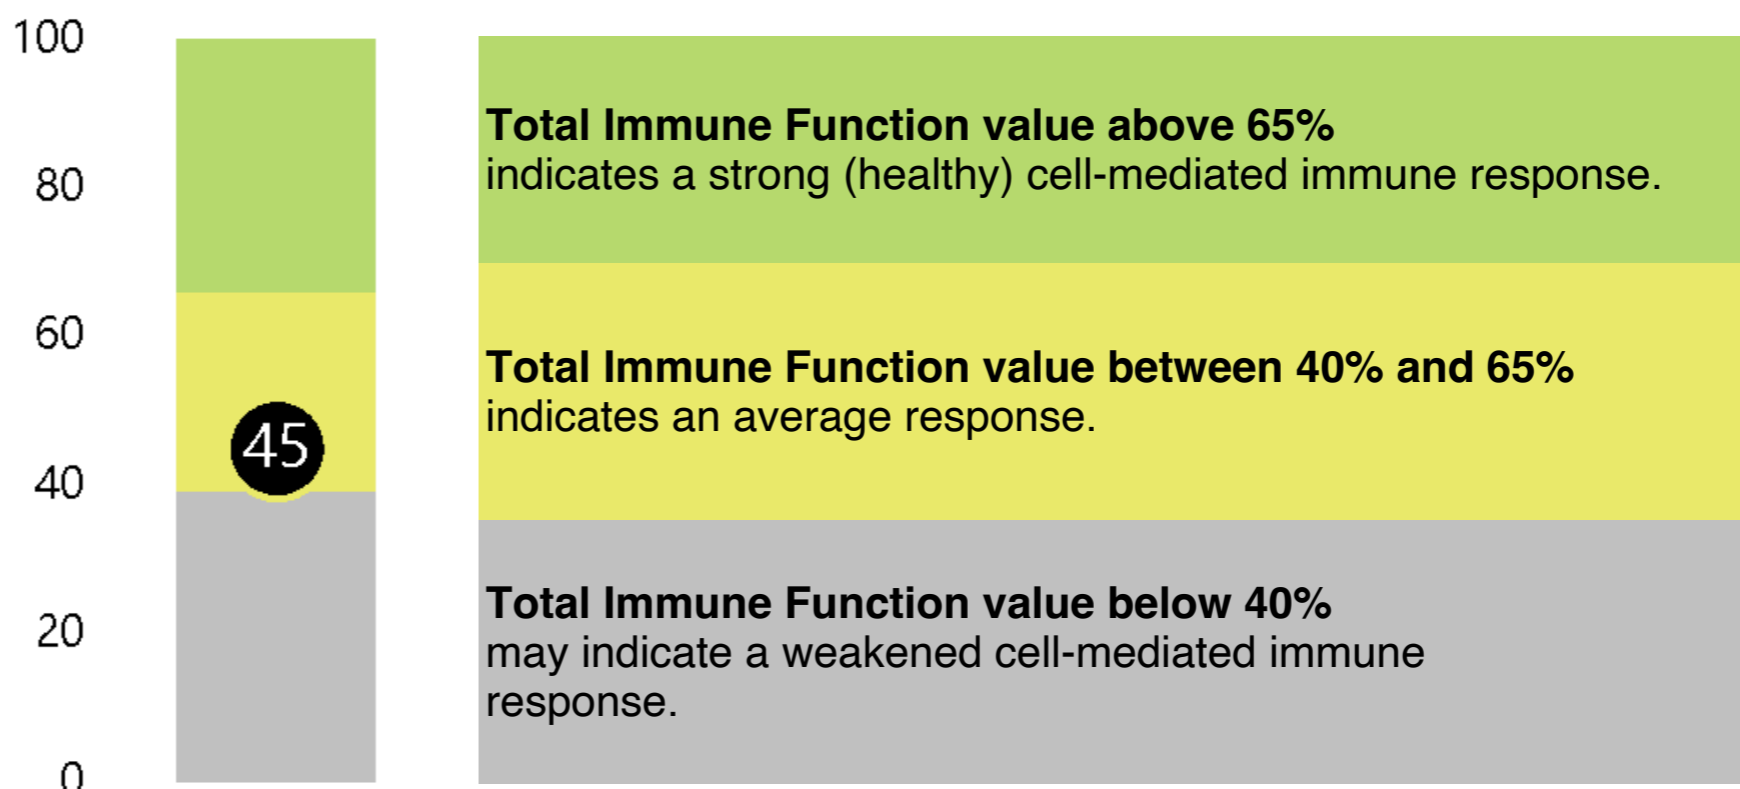 100
80
60
45
40
20
0
Total Immune Function value above 65%
indicates a strong (healthy) cell-mediated immune response.
Total Immune Function value between 40% and 65%
indicates an average response.
Total Immune Function value below 40%
may indicate a weakened cell-mediated immune
response.